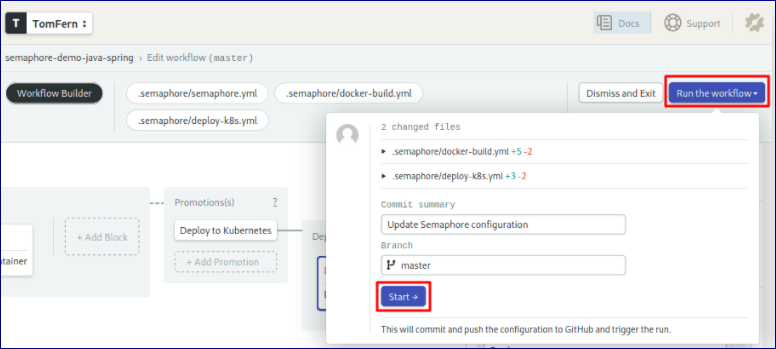 T TomFern
Docs
Support
semaphore-demo-java-spring › Edit workflow (master)
Workflow Builder
.semaphore/semaphore.yml
.semaphore/docker-build.yml
.semaphore/deploy-k8s.yml
Dismiss and Exit
Run the workflow
2 changed files
.semaphore/docker-build.yml +5 -2
.semaphore/deploy-k8s.yml +3 -2
Commit summary
Update Semaphore configuration
Branch
master
Start →
This will commit and push the configuration to GitHub and trigger the run.
+ Add Block
Promotions(s) ?
Deploy to Kubernetes
+ Add Promotion